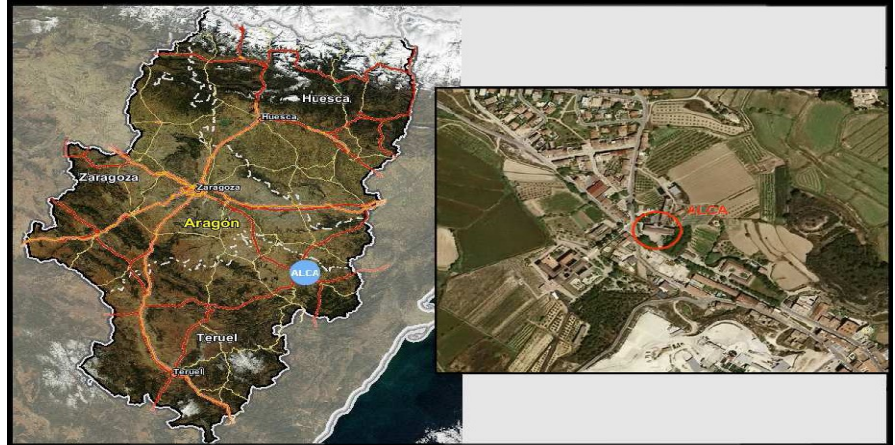 Huesca
Huesca
Zaragoza
Zaragoza
Aragón
ALCA
Teruel
Teruel
ALCA